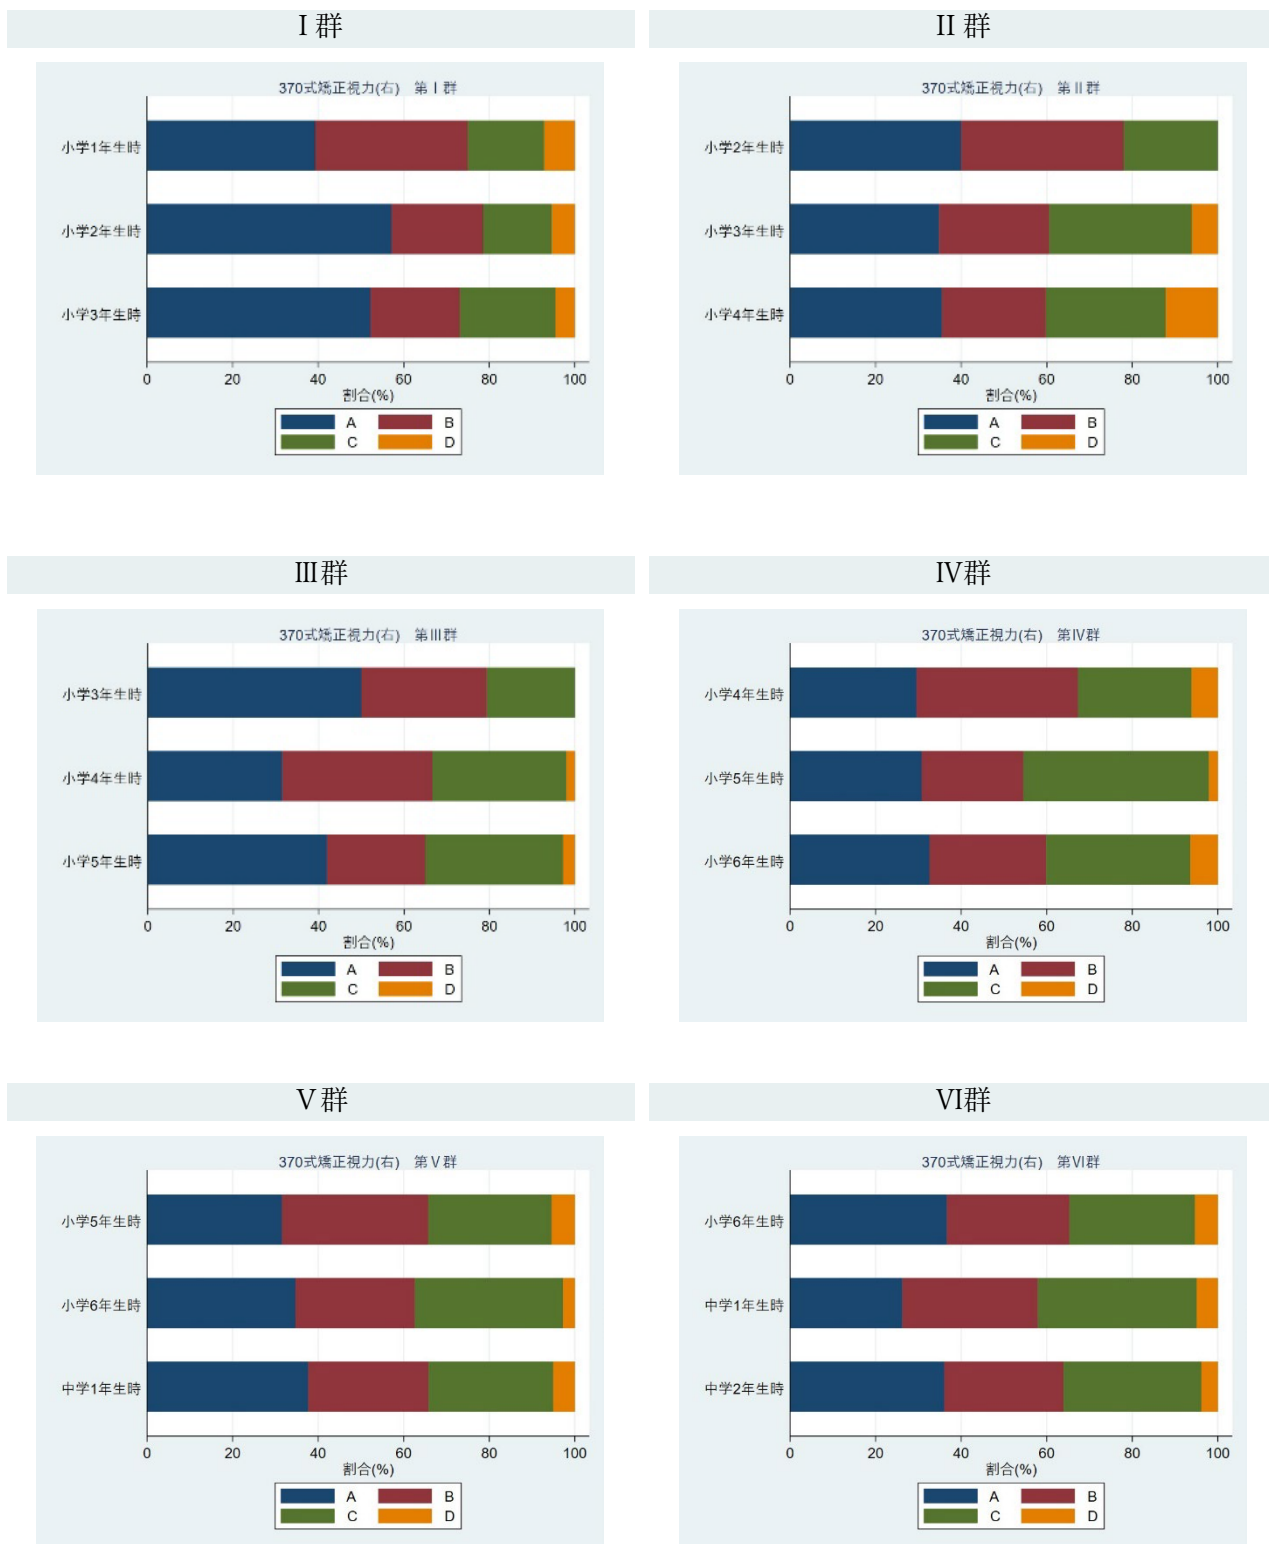 I 群
370式矯正視力(右) 第Ⅰ群
小学1年生時
小学2年生時
小学3年生時
0 20 40 60 80 100
割合(%)
A B
C D
II 群
370式矯正視力(右) 第Ⅱ群
小学2年生時
小学3年生時
小学4年生時
0 20 40 60 80 100
割合(%)
A B
C D
Ⅲ群
370式矯正視力(右) 第Ⅲ群
小学3年生時
小学4年生時
小学5年生時
0 20 40 60 80 100
割合(%)
A B
C D
Ⅳ群
370式矯正視力(右) 第Ⅳ群
小学4年生時
小学5年生時
小学6年生時
0 20 40 60 80 100
割合(%)
A B
C D
Ⅴ群
370式矯正視力(右) 第Ⅴ群
小学5年生時
小学6年生時
中学1年生時
0 20 40 60 80 100
割合(%)
A B
C D
Ⅵ群
370式矯正視力(右) 第Ⅵ群
小学6年生時
中学1年生時
中学2年生時
0 20 40 60 80 100
割合(%)
A B
C D